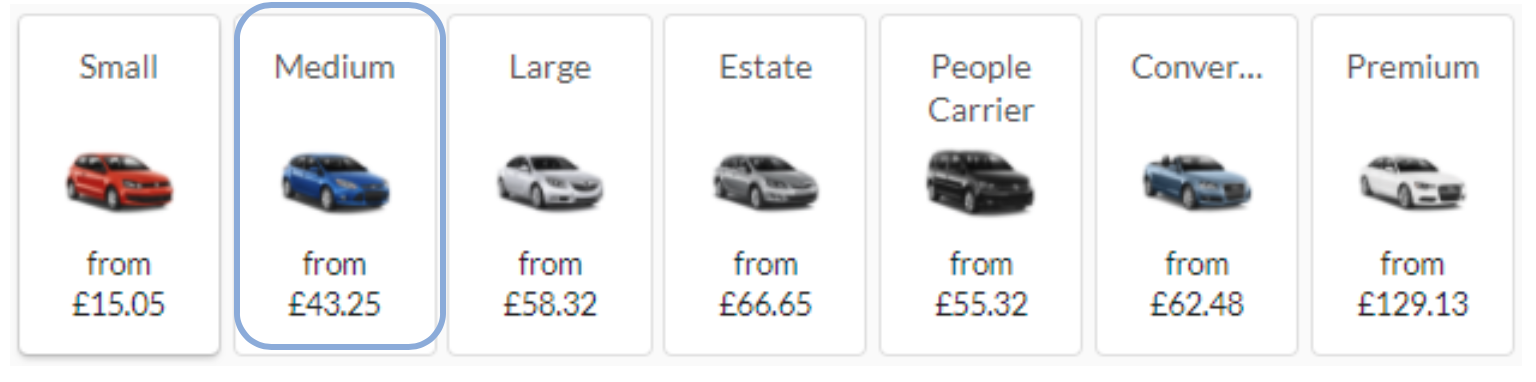 Small
from
£15.05
Medium
from
£43.25
Large
from
£58.32
Estate
from
£66.65
People
Carrier
from
£55.32
Conver...
from
£62.48
Premium
from
£129.13